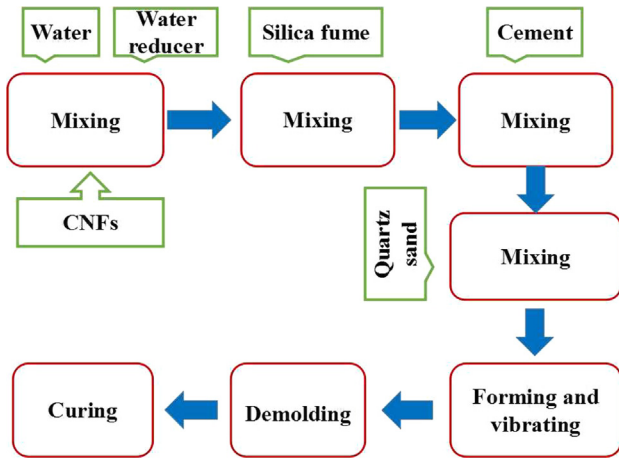 Water
Water
reducer
Silica fume
Cement
Mixing
Mixing
Mixing
CNFs
Quartz
sand
Mixing
Curing
Demolding
Forming and
vibrating